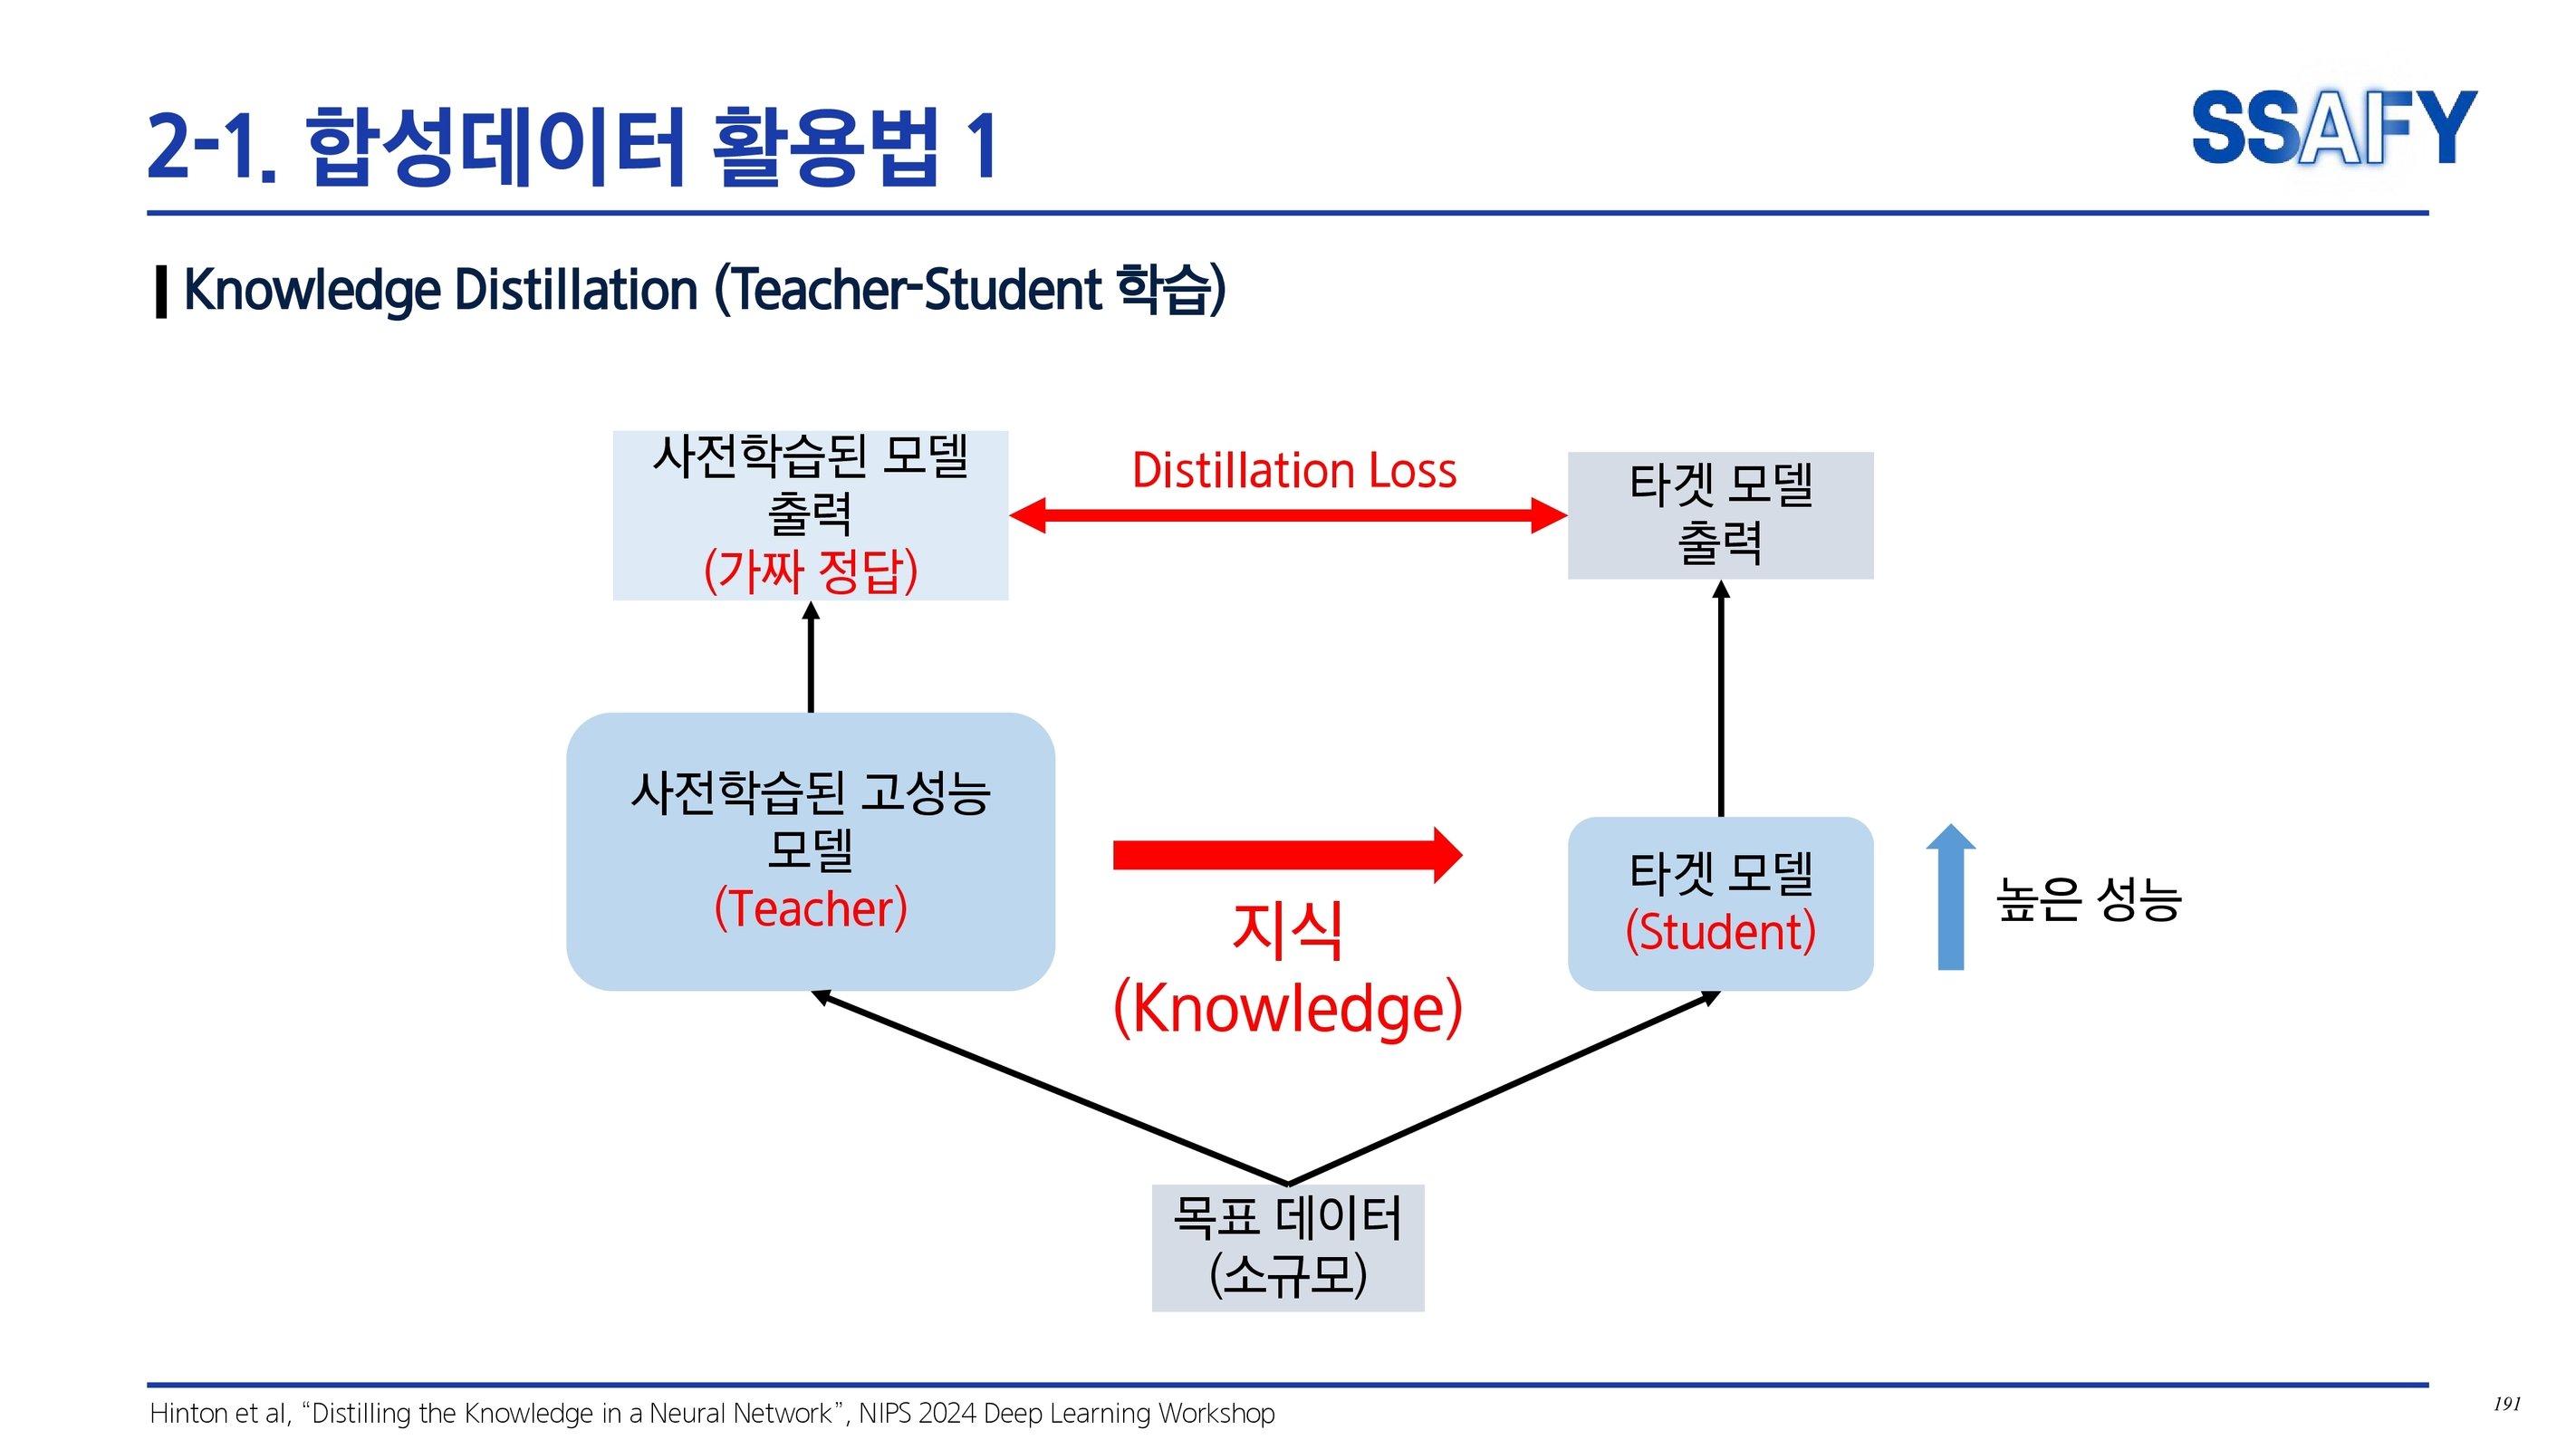 2-1. 합성데이터 활용법 1
SSAFY
Knowledge Distillation (Teacher-Student 학습)
사전학습된 모델
출력
(가짜 정답)
Distillation Loss
타겟 모델
출력
사전학습된 고성능
모델
(Teacher)
지식
(Knowledge)
타겟 모델
(Student)
높은 성능
목표 데이터
(소규모)
Hinton et al, “Distilling the Knowledge in a Neural Network”, NIPS 2024 Deep Learning Workshop
191